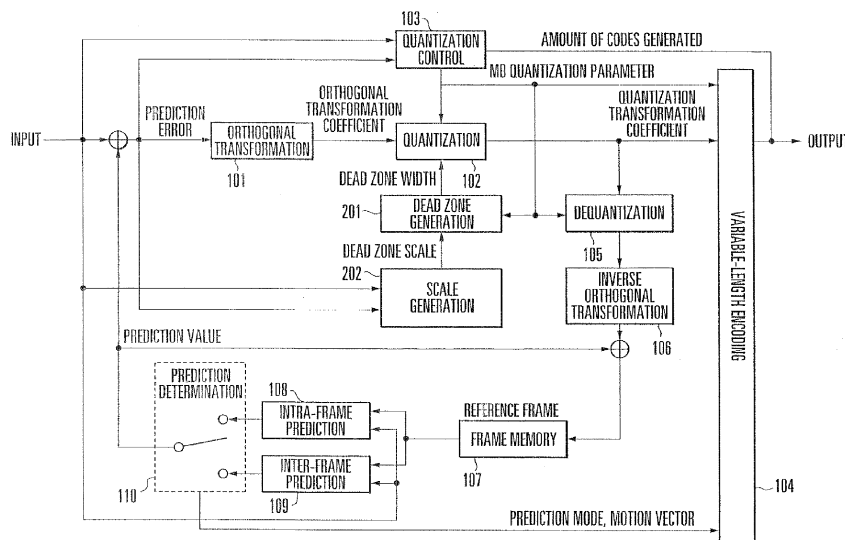 103
QUANTIZATION
CONTROL
AMOUNT OF CODES GENERATED
MB QUANTIZATION PARAMETER
ORTHOGONAL
TRANSFORMATION
COEFFICIENT
QUANTIZATION
TRANSFORMATION
COEFFICIENT
PREDICTION
ERROR
INPUT
ORTHOGONAL
TRANSFORMATION
QUANTIZATION
OUTPUT
101
102
DEAD ZONE WIDTH
201
DEAD ZONE
GENERATION
DEQUANTIZATION
105
DEAD ZONE SCALE
202
SCALE
GENERATION
INVERSE
ORTHOGONAL
TRANSFORMATION
VARIABLE-LENGTH ENCODING
106
PREDICTION VALUE
PREDICTION
DETERMINATION
108
INTRA-FRAME
PREDICTION
REFERENCE FRAME
FRAME MEMORY
107
INTER-FRAME
PREDICTION
110
109
104
PREDICTION MODE, MOTION VECTOR